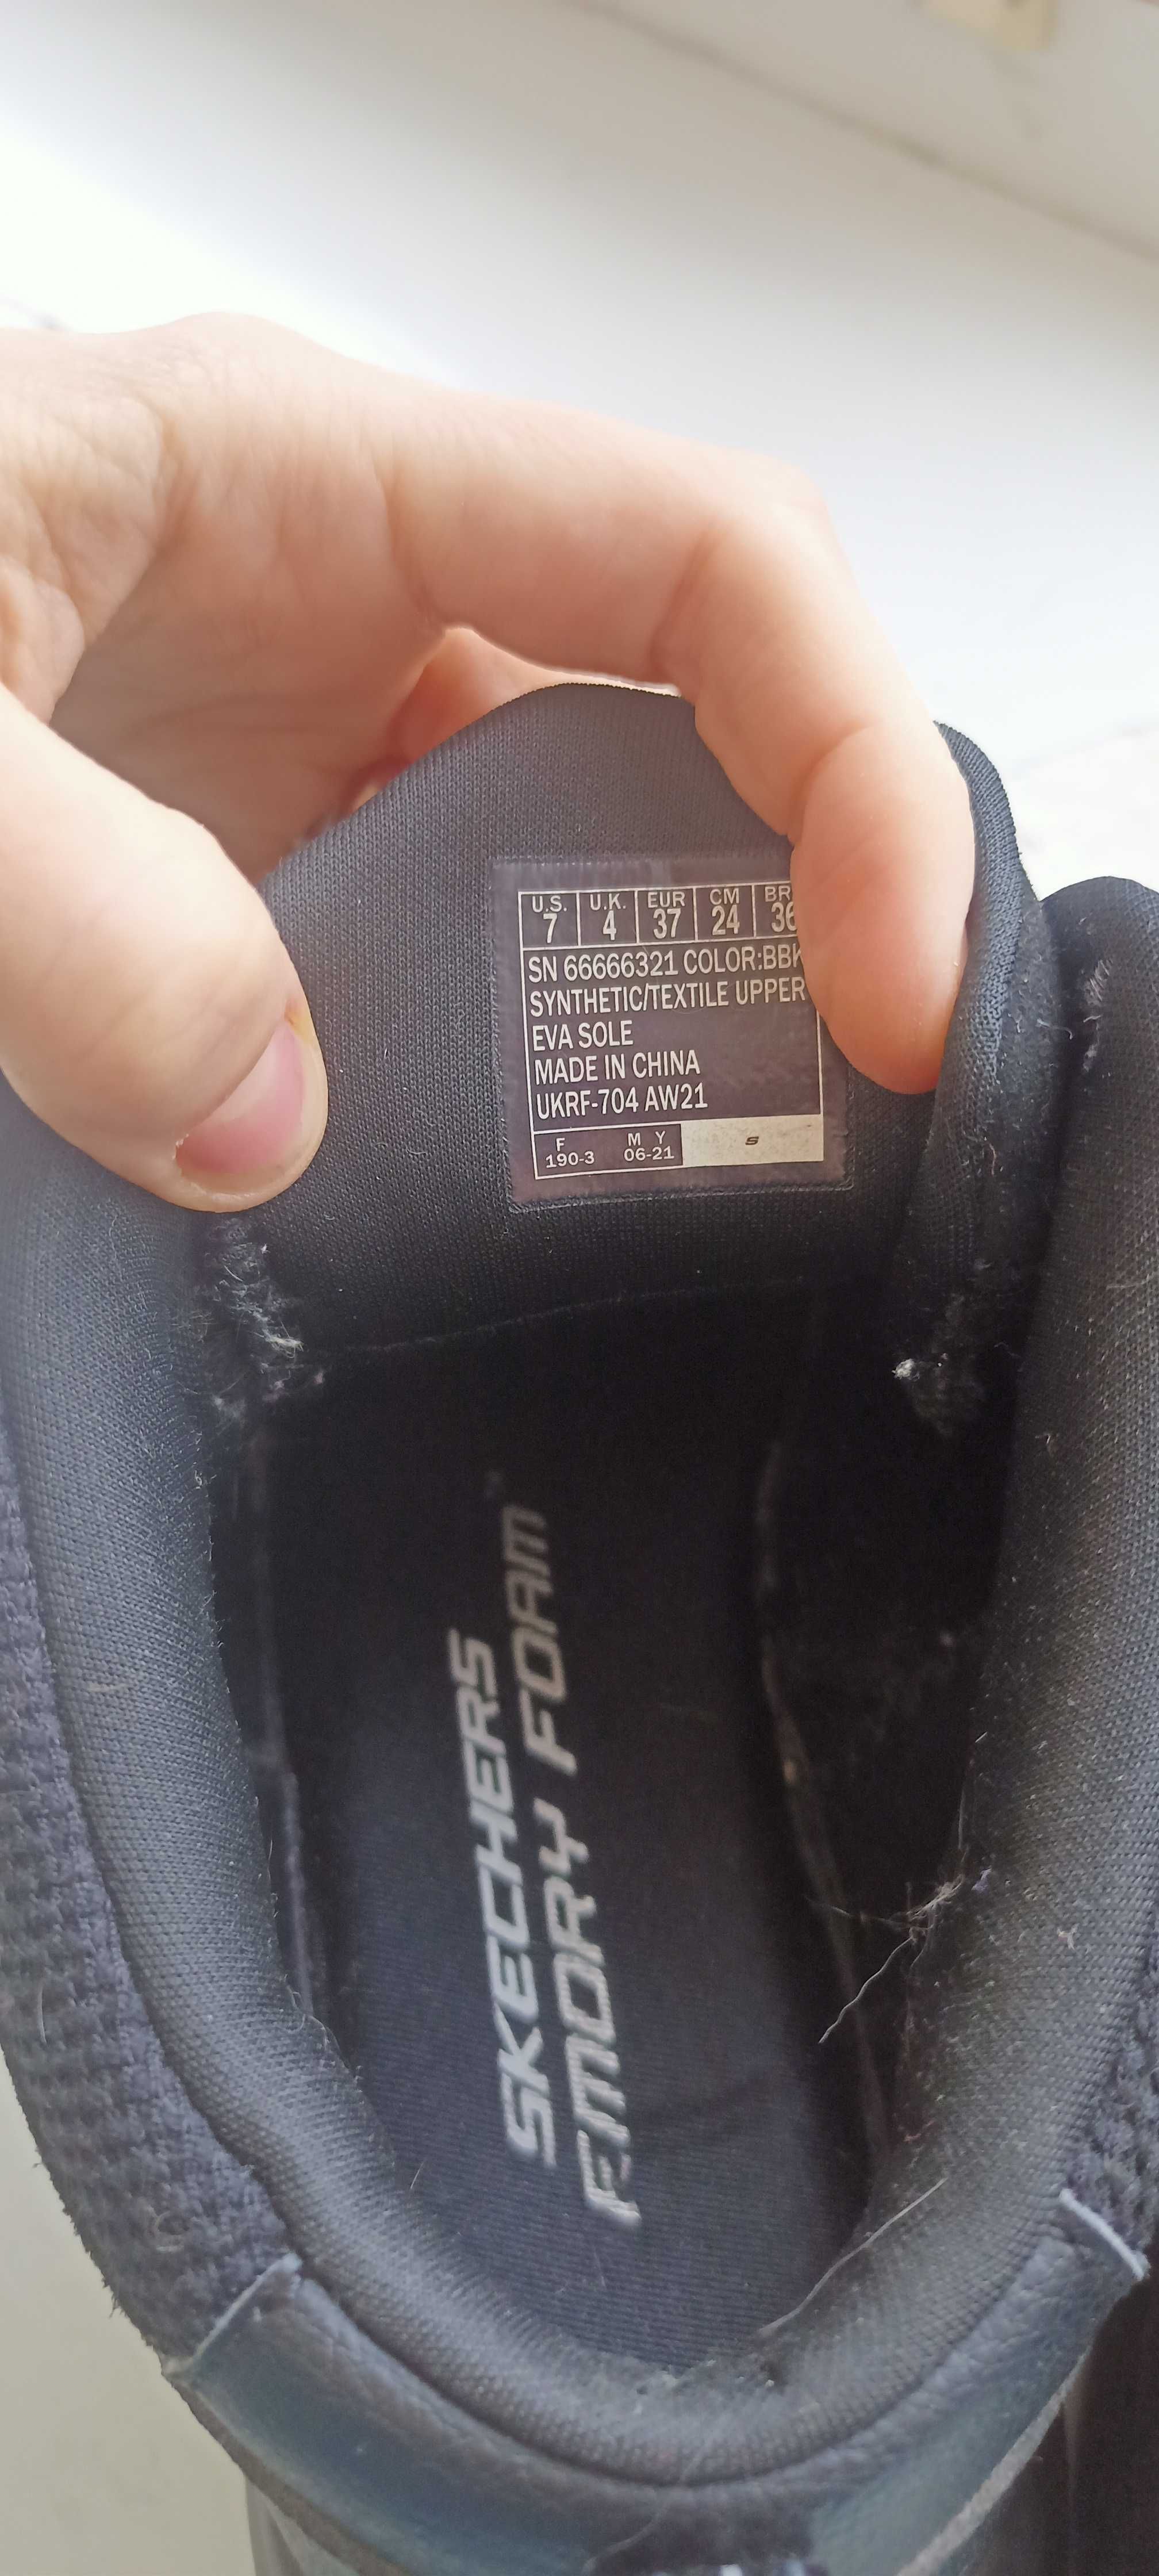 U.S. U.K. EUR CM BR
7 4 37 24 36
SN 66666321 COLOR:BBK
SYNTHETIC/TEXTILE UPPER
EVA SOLE
MADE IN CHINA
UKRF-704 AW21
F M Y
190-3 06-21
S
SKECHERS
EMORY FOAM